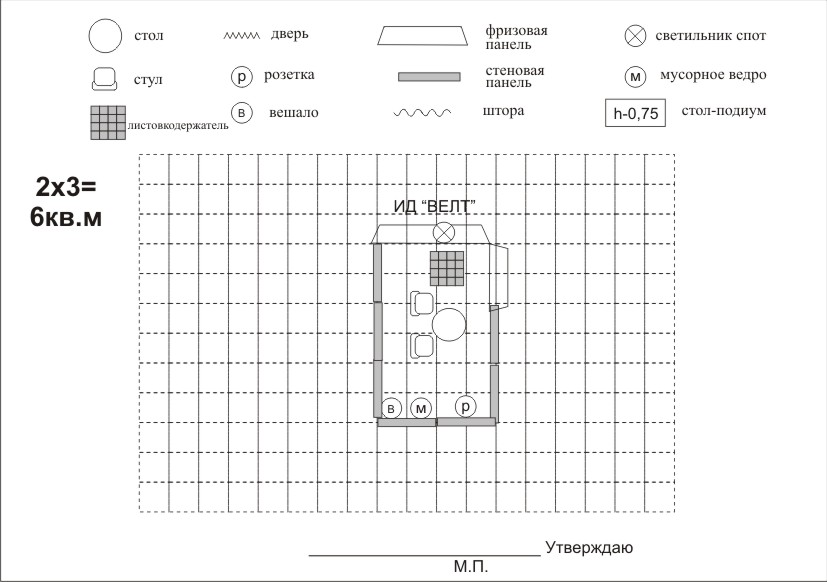 стол
дверь
фризовая
панель
светильник спот
стул
р
розетка
стеновая
панель
м
мусорное ведро
листовкодержатель
в
вешало
штора
h-0,75
стол-подиум
2х3=
6кв.м
ИД “ВЕЛТ”
в
м
р
Утверждаю
М.П.